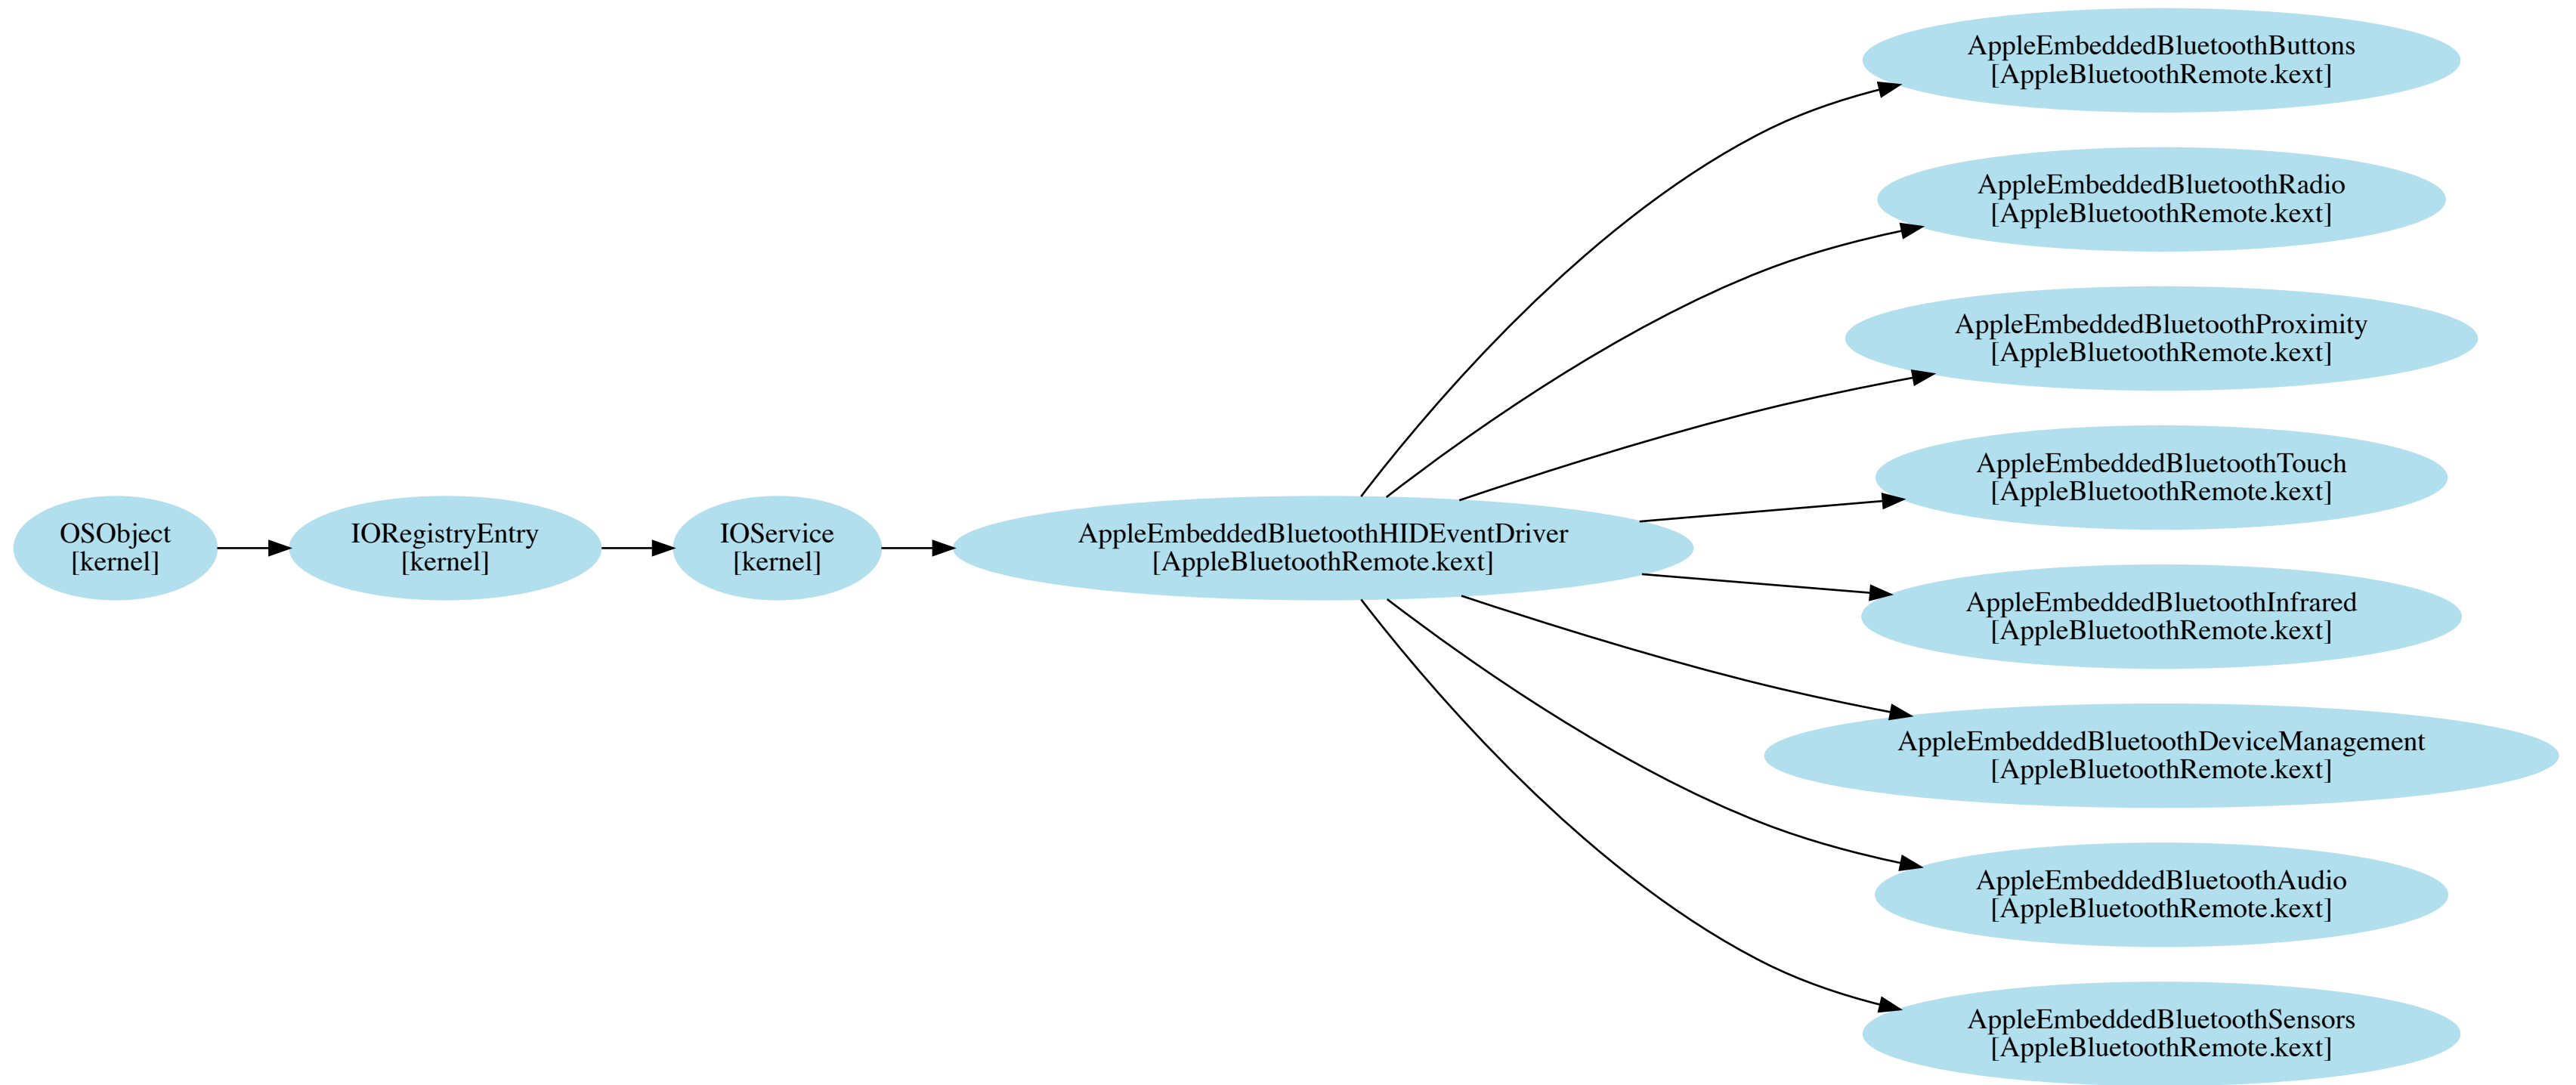 OSObject
[kernel]
IORegistryEntry
[kernel]
IOService
[kernel]
AppleEmbeddedBluetoothHIDEventDriver
[AppleBluetoothRemote.kext]
AppleEmbeddedBluetoothButtons
[AppleBluetoothRemote.kext]
AppleEmbeddedBluetoothRadio
[AppleBluetoothRemote.kext]
AppleEmbeddedBluetoothProximity
[AppleBluetoothRemote.kext]
AppleEmbeddedBluetoothTouch
[AppleBluetoothRemote.kext]
AppleEmbeddedBluetoothInfrared
[AppleBluetoothRemote.kext]
AppleEmbeddedBluetoothDeviceManagement
[AppleBluetoothRemote.kext]
AppleEmbeddedBluetoothAudio
[AppleBluetoothRemote.kext]
AppleEmbeddedBluetoothSensors
[AppleBluetoothRemote.kext]